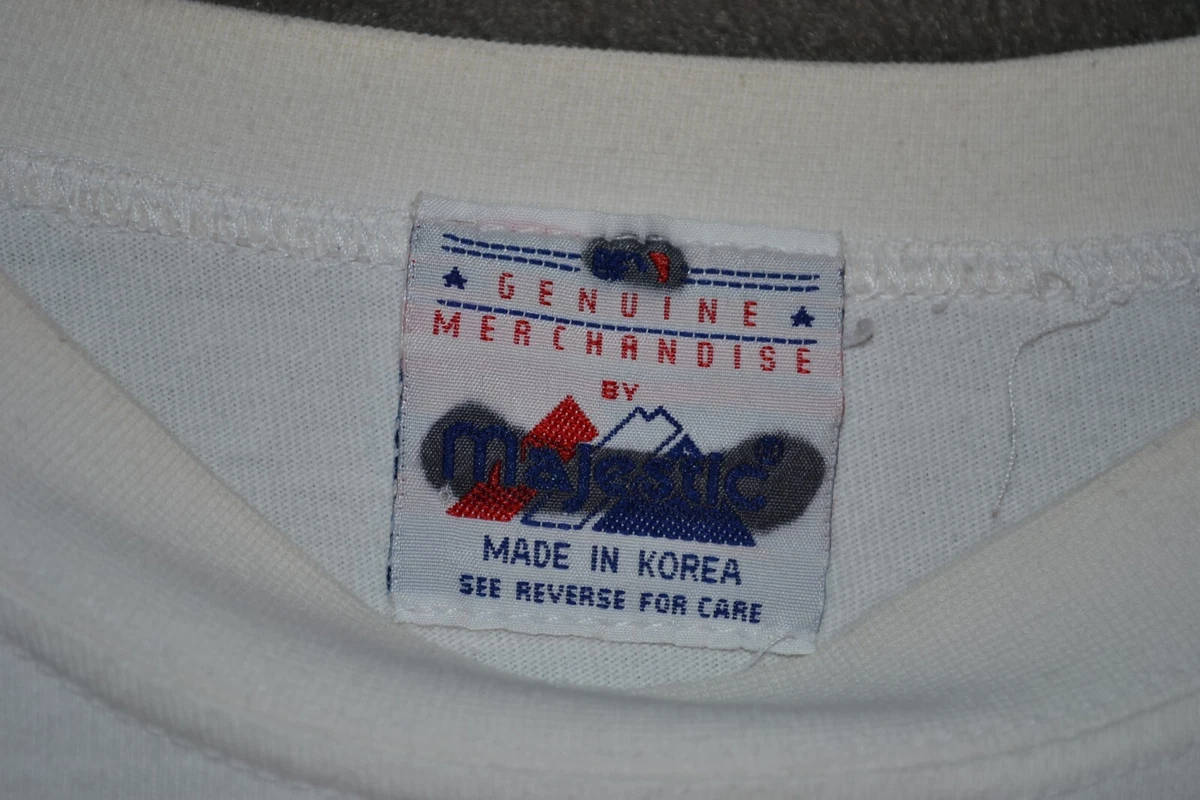 GENUINE
MERCHANDISE
BY
Majestic®
MADE IN KOREA
SEE REVERSE FOR CARE